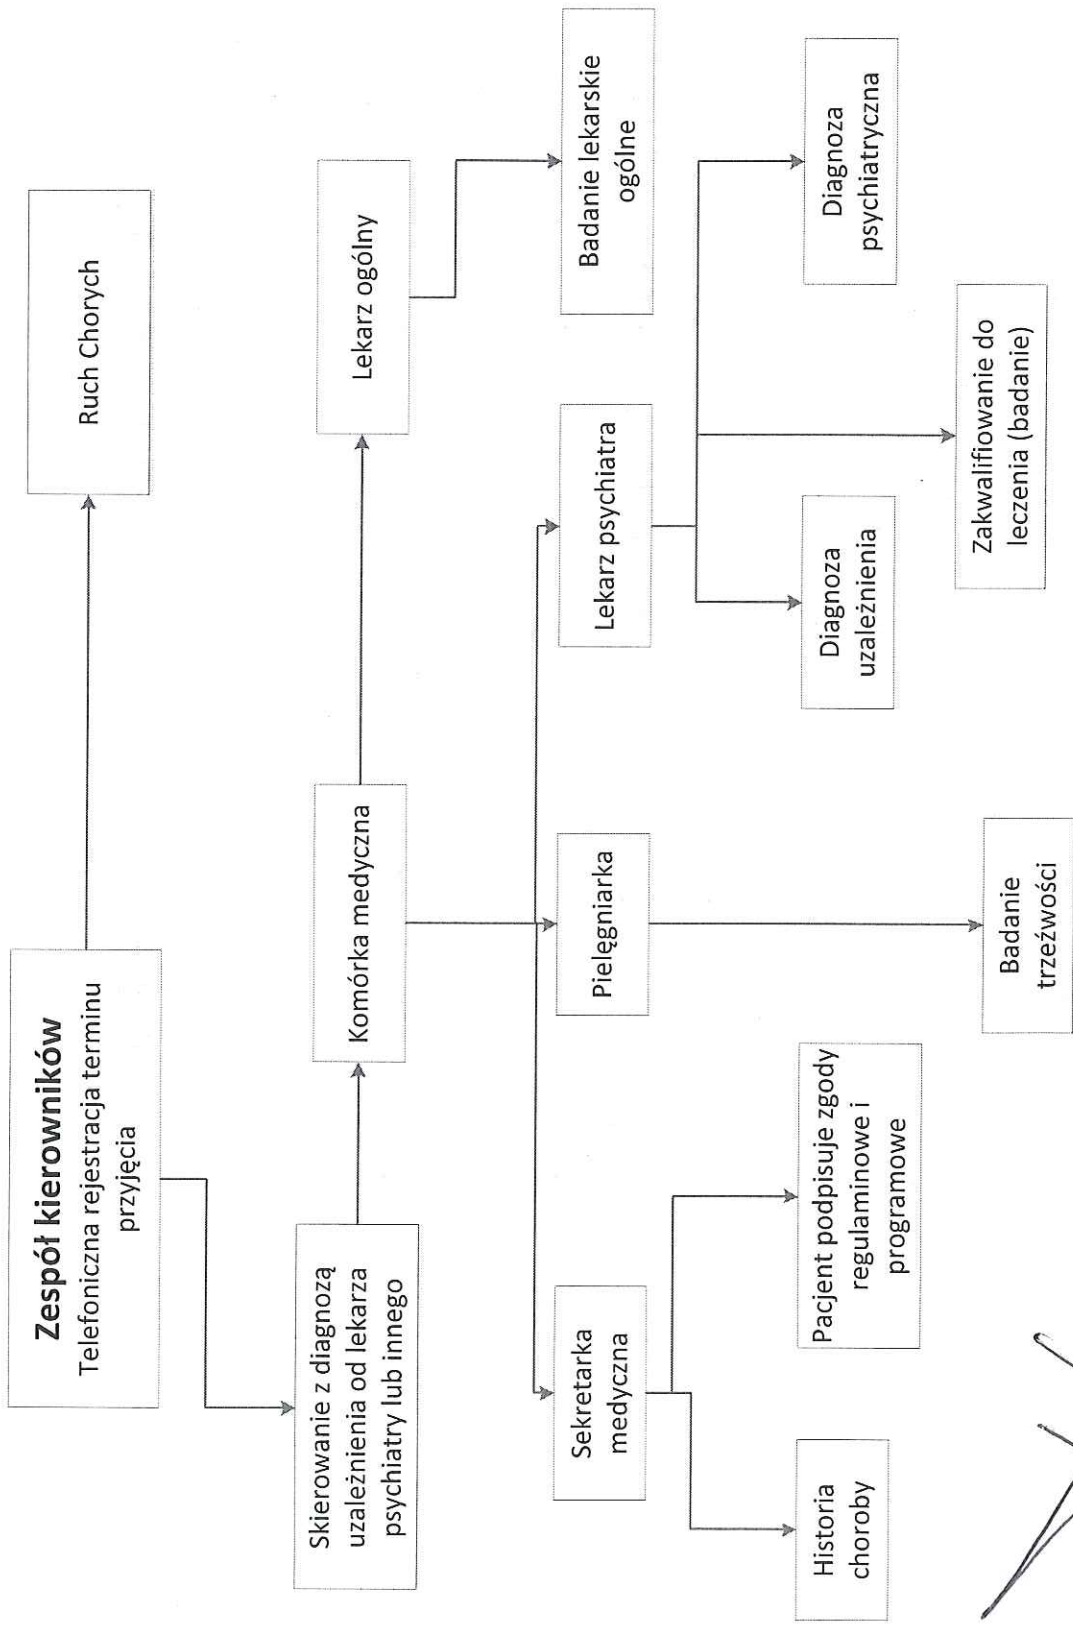 Zespół kierowników
Telefoniczna rejestracja terminu
przyjęcia
Ruch Chorych
Skierowanie z diagnozą
uzależnienia od lekarza
psychiatry lub innego
Komórka medyczna
Lekarz ogólny
Sekretarka
medyczna
Pielęgniarka
Lekarz psychiatra
Badanie lekarskie
ogólne
Historia
choroby
Pacjent podpisuje zgody
regulaminowe i
programowe
Badanie
trzeźwości
Diagnoza
uzależnienia
Zakwalifiowanie do
leczenia (badanie)
Diagnoza
psychiatryczna